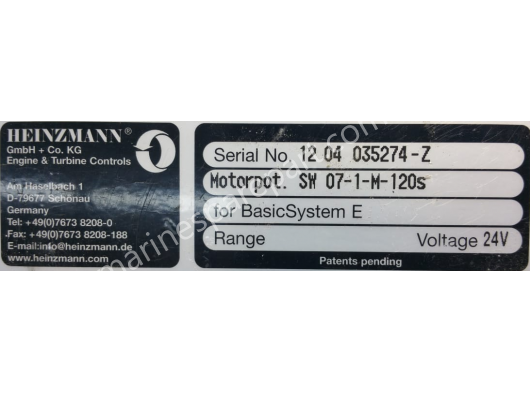 HEINZMANN®
GmbH + Co. KG
Engine & Turbine Controls
Am Haselbach 1
D-79677 Schönau
Germany
Tel: +49(0)7673 8208-0
Fax: +49(0)7673 8208-188
E-mail:info@heinzmann.de
www.heinzmann.com
Serial No. 12 04 035274-Z
Motorpot. SW 07-1-M-120s
for BasicSystem E
Range Voltage 24V
Patents pending